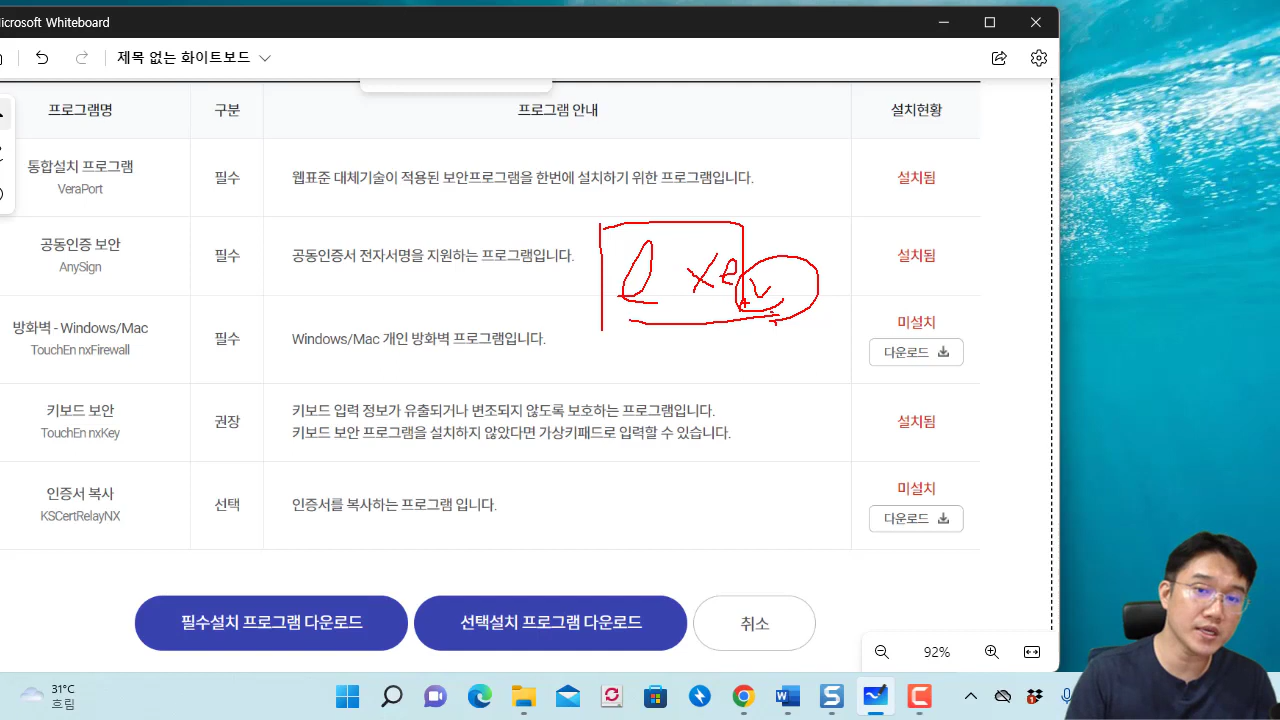 icrosoft Whiteboard
제목 없는 화이트보드
프로그램명 구분 프로그램 안내 설치현황
통합설치 프로그램
VeraPort
필수 웹표준 대체기술이 적용된 보안프로그램을 한번에 설치하기 위한 프로그램입니다. 설치됨
공동인증 보안
AnySign
필수 공동인증서 전자서명을 지원하는 프로그램입니다. 설치됨
방화벽 - Windows/Mac
TouchEn nxFirewall
필수 Windows/Mac 개인 방화벽 프로그램입니다. 미설치
다운로드
키보드 보안
TouchEn nxKey
권장 키보드 입력 정보가 유출되거나 변조되지 않도록 보호하는 프로그램입니다.
키보드 보안 프로그램을 설치하지 않았다면 가상키패드로 입력할 수 있습니다.
설치됨
인증서 복사
KSCertRelayNX
선택 인증서를 복사하는 프로그램 입니다. 미설치
다운로드
필수설치 프로그램 다운로드 선택설치 프로그램 다운로드 취소
92%
31°C
흐림